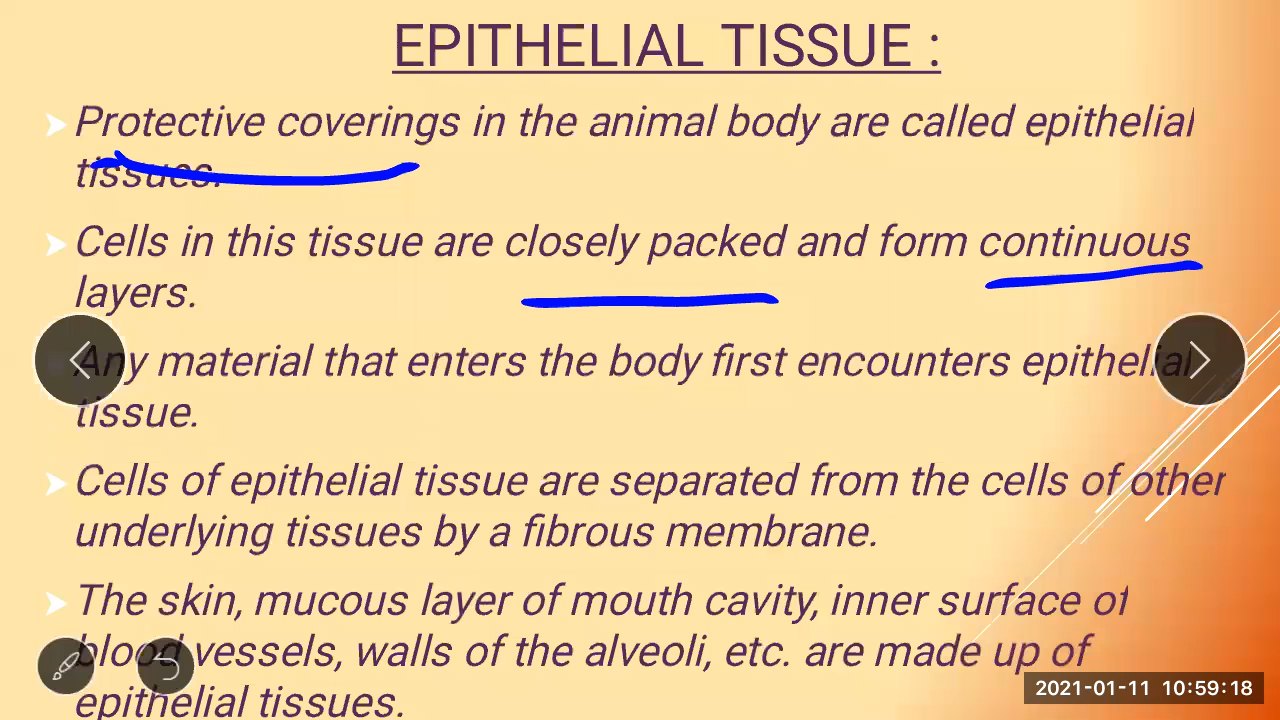 EPITHELIAL TISSUE :
Protective coverings in the animal body are called epithelial
tissues.
Cells in this tissue are closely packed and form continuous
layers.
Any material that enters the body first encounters epithelial
tissue.
Cells of epithelial tissue are separated from the cells of other
underlying tissues by a fibrous membrane.
The skin, mucous layer of mouth cavity, inner surface of
blood vessels, walls of the alveoli, etc. are made up of
epithelial tissues.
2021-01-11 10:59:18